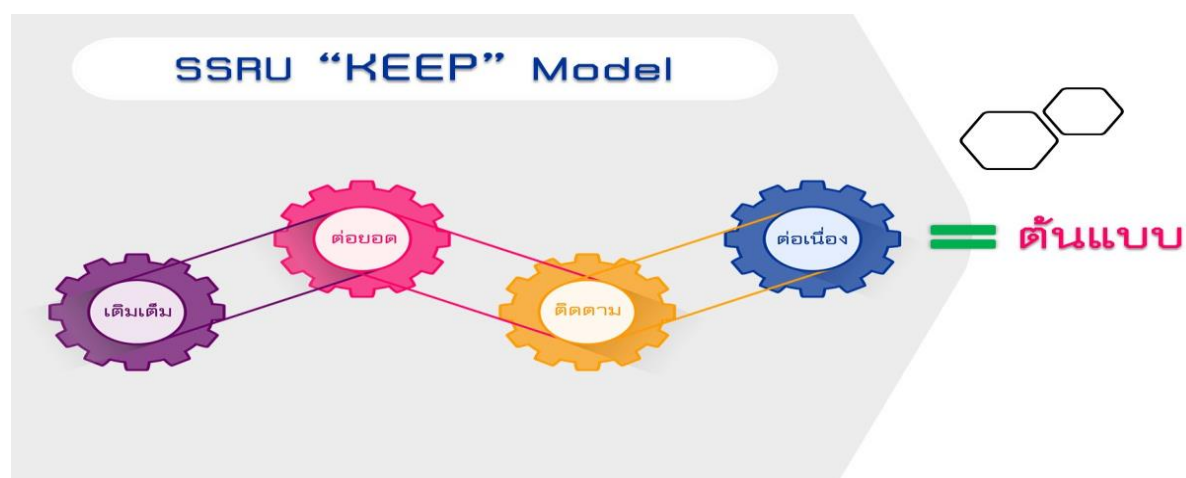 SSRU “KEEP” Model
เติมเต็ม
ต่อยอด
ติดตาม
ต่อเนื่อง
= ต้นแบบ